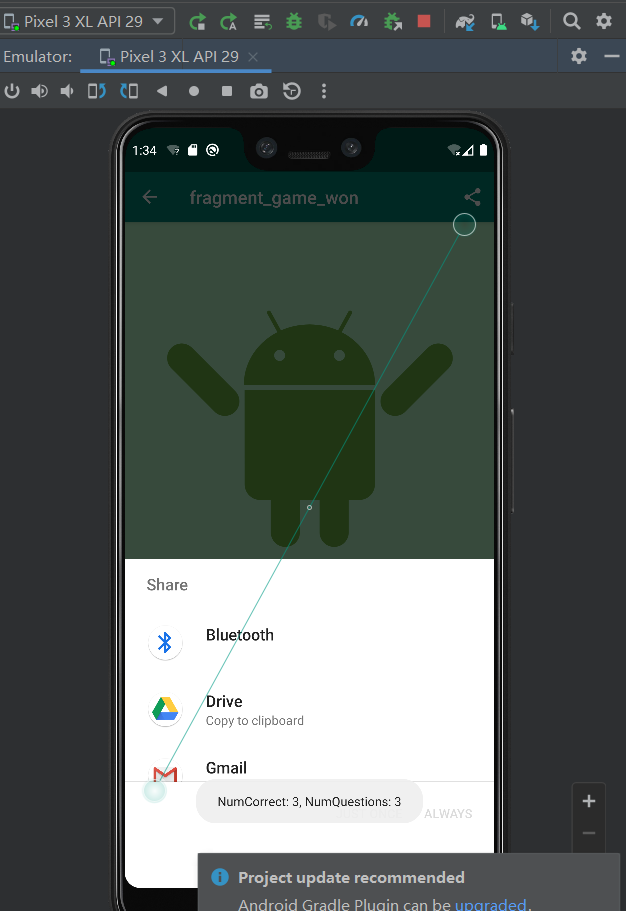 Pixel 3 XL API 29
Emulator:
Pixel 3 XL API 29
1:34
fragment_game_won
Share
Bluetooth
Drive
Copy to clipboard
Gmail
NumCorrect: 3, NumQuestions: 3
ALWAYS
Project update recommended
Android Gradle Plugin can be upgraded.